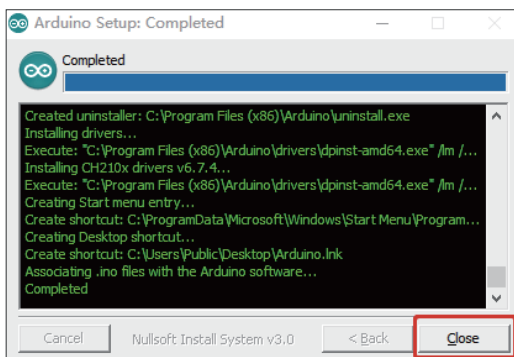 Arduino Setup: Completed
Completed
Created uninstaller: C:\Program Files (x86)\Arduino\uninstall.exe
Installing drivers...
Execute: "C:\Program Files (x86)\Arduino\drivers\dpinst-amd64.exe" /lm /...
Installing CH210x drivers v6.7.4...
Execute: "C:\Program Files (x86)\Arduino\drivers\dpinst-amd64.exe" /lm /...
Creating Start menu entry...
Create shortcut: C:\ProgramData\Microsoft\Windows\Start Menu\Program...
Creating Desktop shortcut...
Create shortcut: C:\Users\Public\Desktop\Arduino.lnk
Associating .ino files with the Arduino software...
Completed
Cancel Nullsoft Install System v3.0 < Back Close